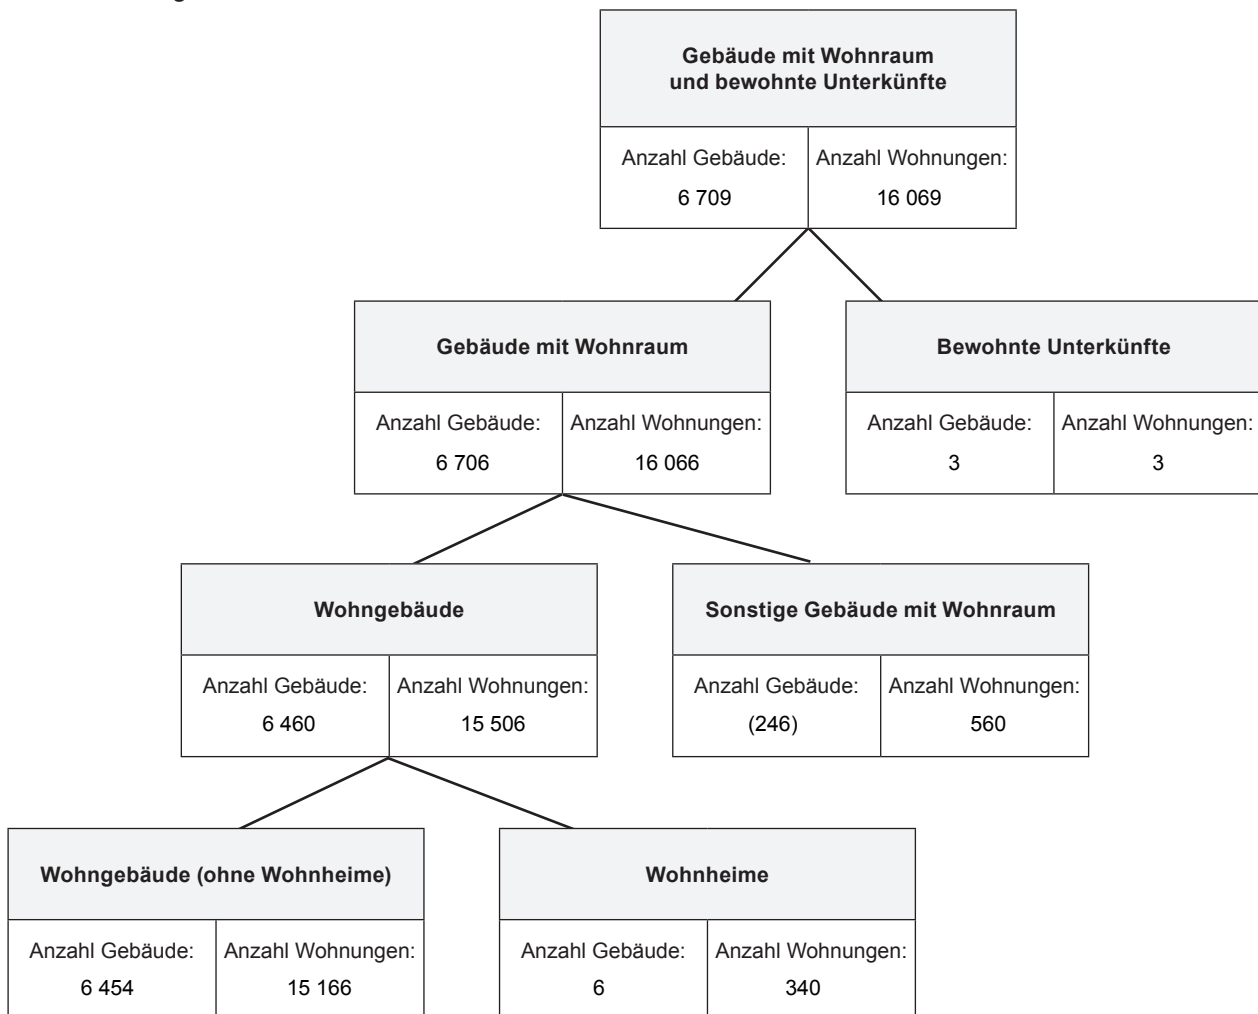 Gebäude mit Wohnraum
und bewohnte Unterkünfte
Anzahl Gebäude: Anzahl Wohnungen:
6 709 16 069
Gebäude mit Wohnraum Bewohnte Unterkünfte
Anzahl Gebäude: Anzahl Wohnungen: Anzahl Gebäude: Anzahl Wohnungen:
6 706 16 066 3 3
Wohngebäude Sonstige Gebäude mit Wohnraum
Anzahl Gebäude: Anzahl Wohnungen: Anzahl Gebäude: Anzahl Wohnungen:
6 460 15 506 (246) 560
Wohngebäude (ohne Wohnheime) Wohnheime
Anzahl Gebäude: Anzahl Wohnungen: Anzahl Gebäude: Anzahl Wohnungen:
6 454 15 166 6 340